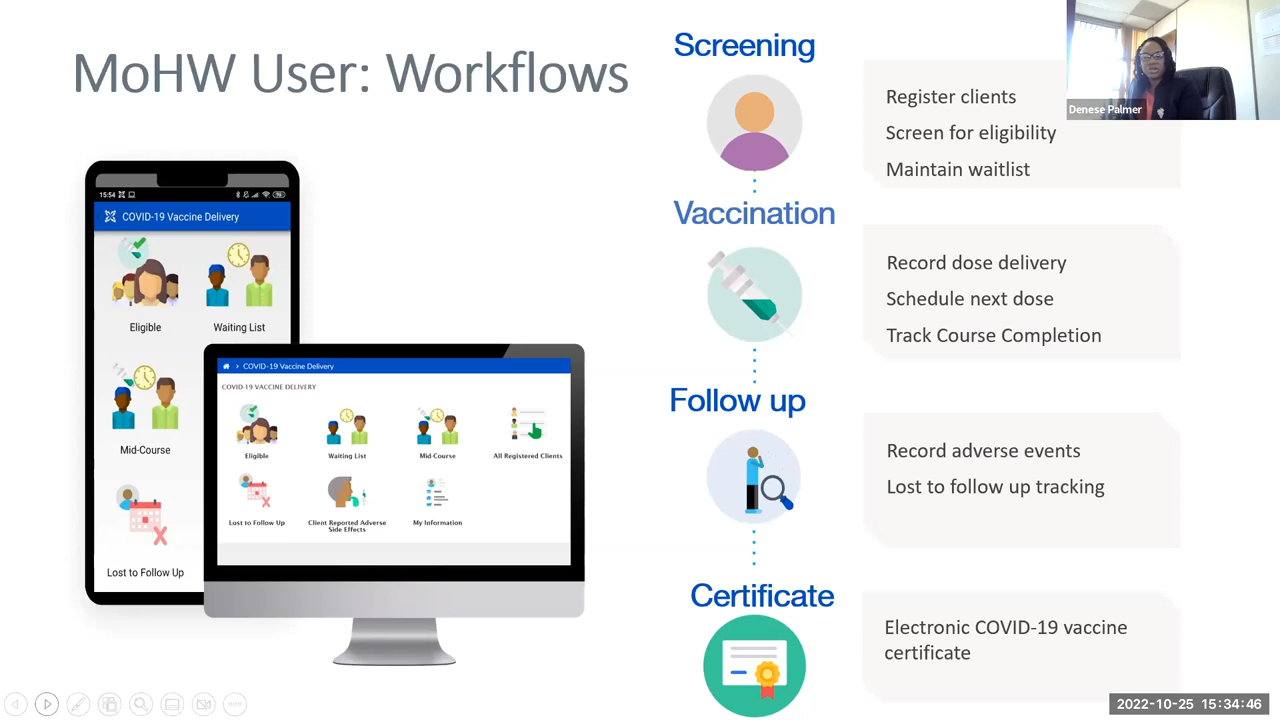 MoHW User: Workflows
Screening
Register clients
Screen for eligibility
Maintain waitlist
Denese Palmer
Vaccination
Record dose delivery
Schedule next dose
Track Course Completion
Follow up
Record adverse events
Lost to follow up tracking
Certificate
Electronic COVID-19 vaccine
certificate
15:54
COVID-19 Vaccine Delivery
Eligible
Waiting List
Mid-Course
Lost to Follow Up
> COVID-19 Vaccine Delivery
COVID-19 VACCINE DELIVERY
Eligible
Waiting List
Mid-Course
All Registered Clients
Lost to Follow Up
Client Reported Adverse
Side Effects
My Information
2022-10-25 15:34:46